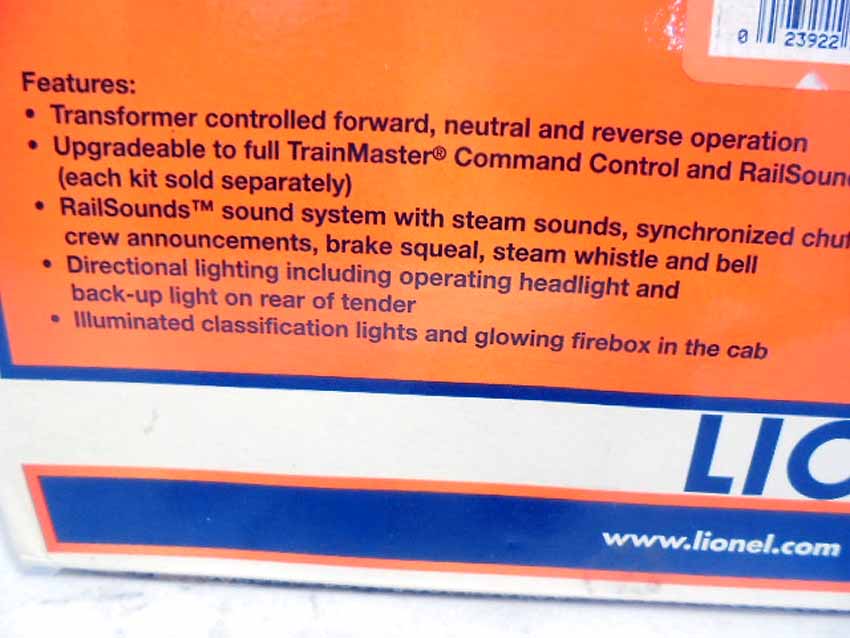 0 23922
Features:
• Transformer controlled forward, neutral and reverse operation
• Upgradeable to full TrainMaster® Command Control and RailSoun
(each kit sold separately)
• RailSounds™ sound system with steam sounds, synchronized chuf
crew announcements, brake squeal, steam whistle and bell
• Directional lighting including operating headlight and
back-up light on rear of tender
• Illuminated classification lights and glowing firebox in the cab
LIO
www.lionel.com